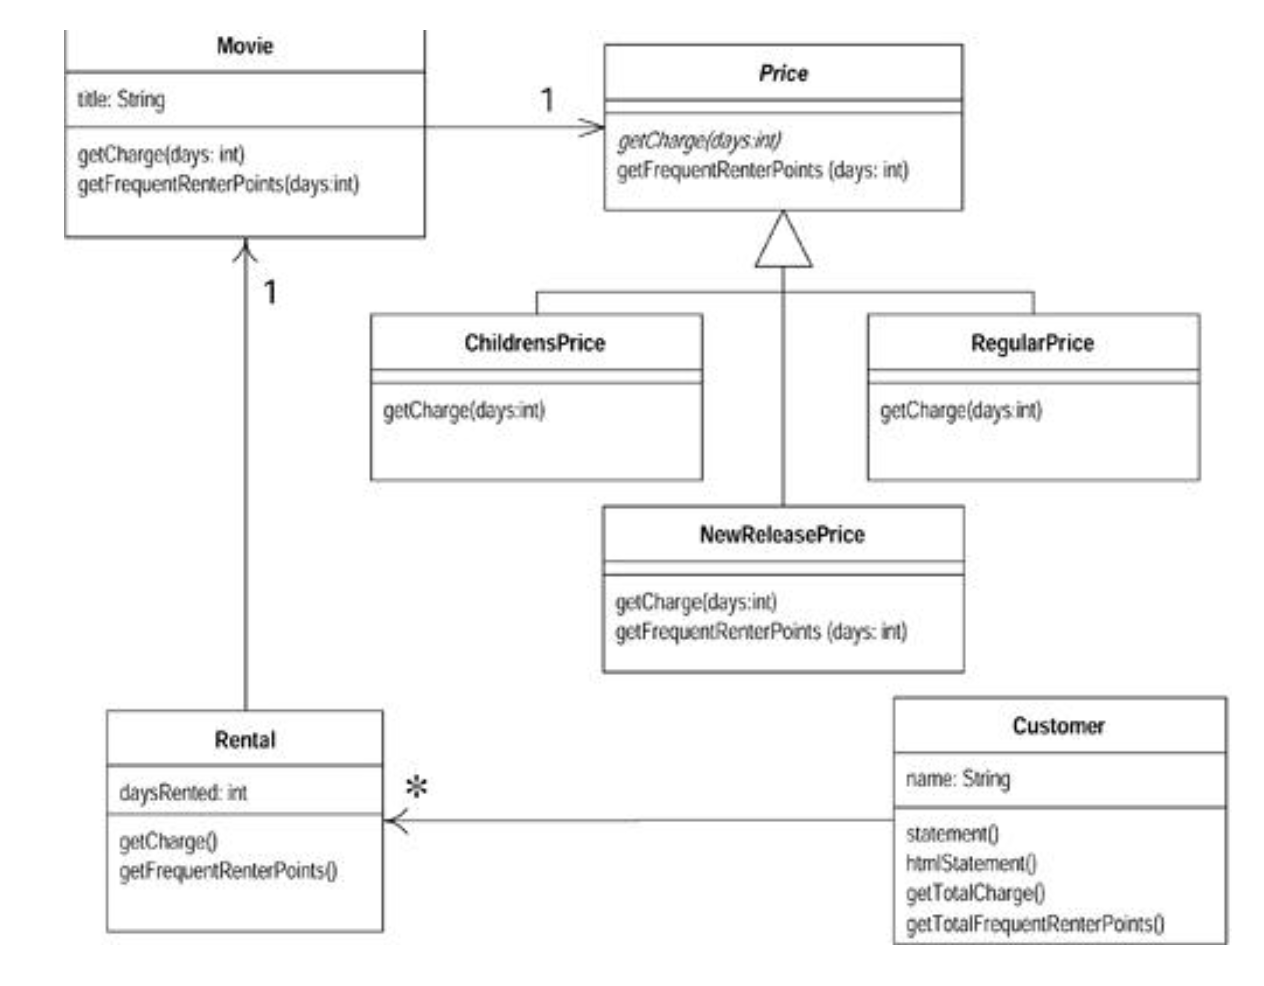 Movie
title: String
getCharge(days: int)
getFrequentRenterPoints(days:int)
1
Price
getCharge(days:int)
getFrequentRenterPoints (days: int)
1
ChildrensPrice
getCharge(days:int)
RegularPrice
getCharge(days:int)
NewReleasePrice
getCharge(days:int)
getFrequentRenterPoints (days: int)
Rental
daysRented: int
getCharge()
getFrequentRenterPoints()
*
Customer
name: String
statement()
htmlStatement()
getTotalCharge()
getTotalFrequentRenterPoints()